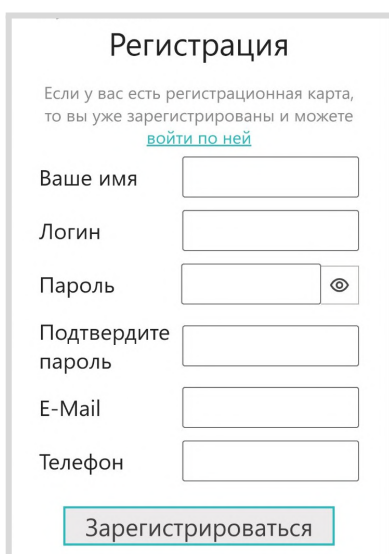 Регистрация
Если у вас есть регистрационная карта,
то вы уже зарегистрированы и можете
войти по ней
Ваше имя
Логин
Пароль
Подтвердите
пароль
E-Mail
Телефон
Зарегистрироваться